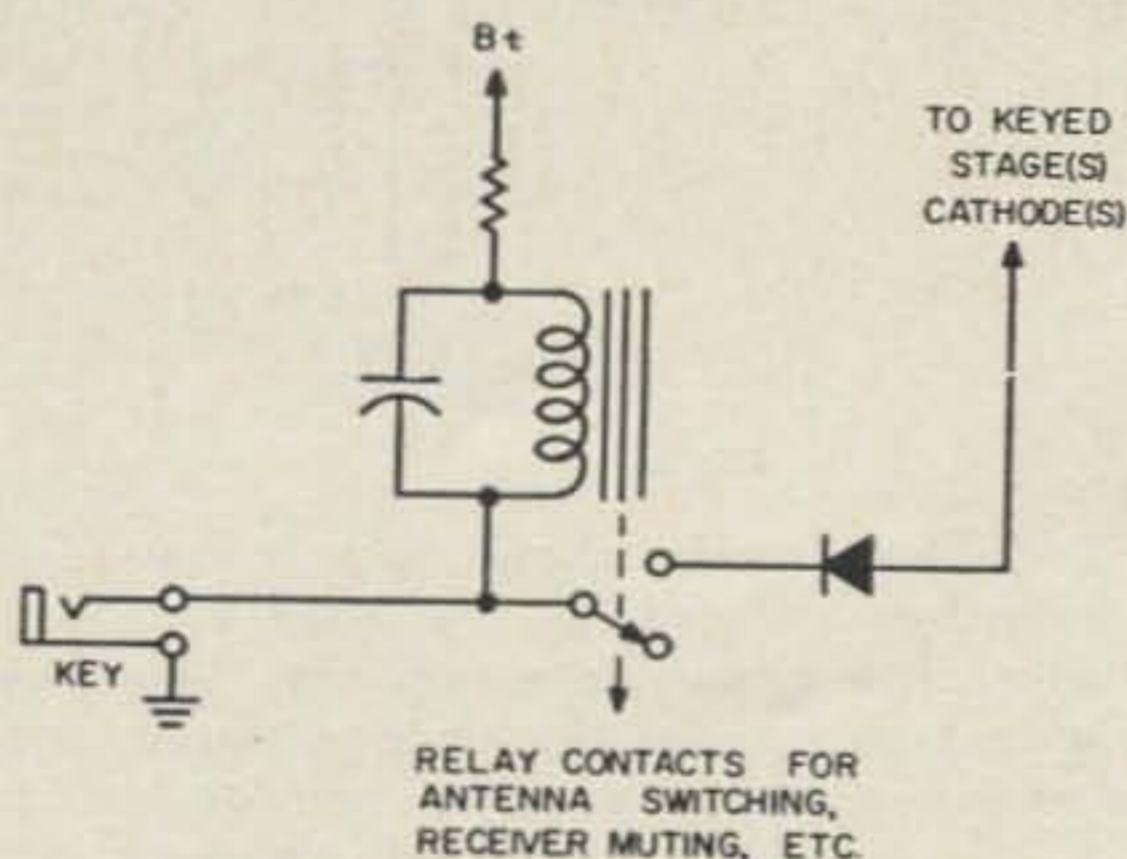 B+
TO KEYED
STAGE(S)
CATHODE(S)
KEY
RELAY CONTACTS FOR
ANTENNA SWITCHING,
RECEIVER MUTING, ETC.